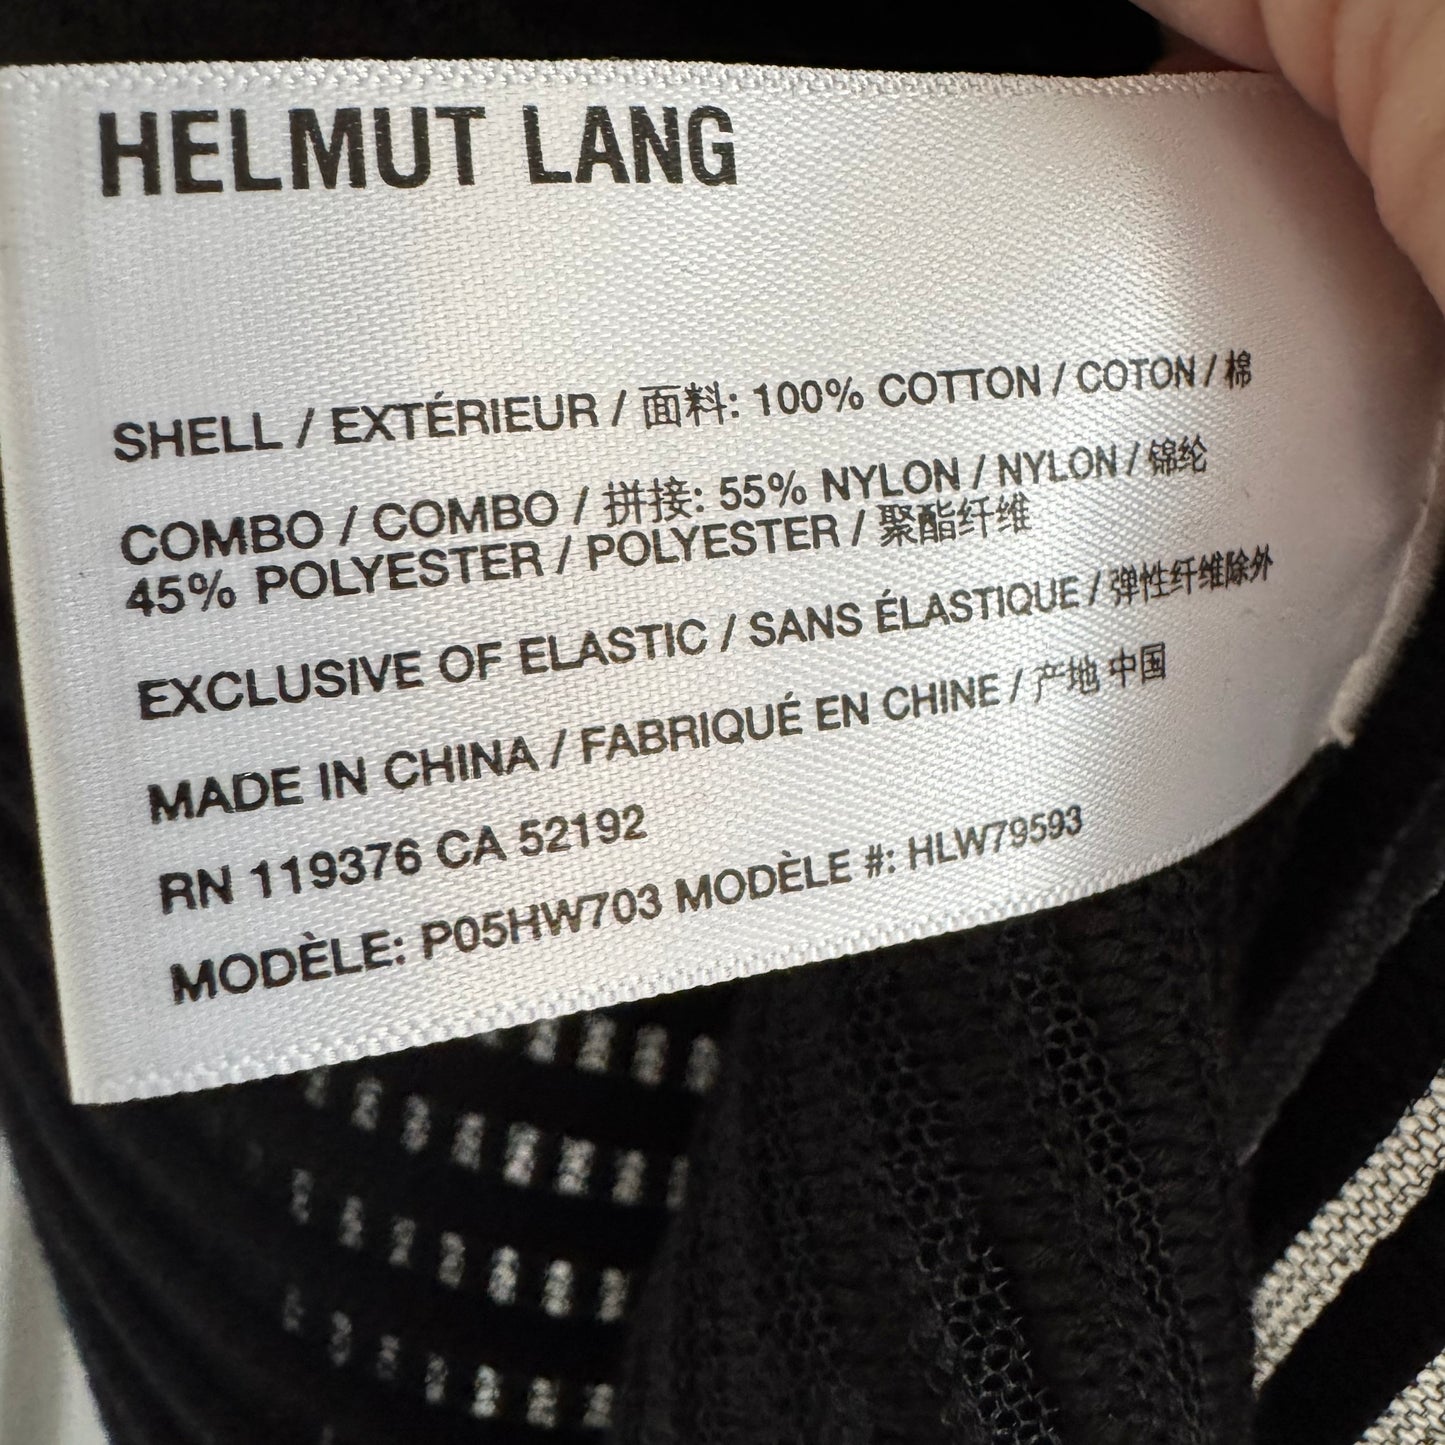 HELMUT LANG
SHELL / EXTÉRIEUR / 面料: 100% COTTON / COTON / 棉
COMBO / COMBO / 拼接: 55% NYLON / NYLON / 锦纶
45% POLYESTER / POLYESTER / 聚酯纤维
EXCLUSIVE OF ELASTIC / SANS ÉLASTIQUE / 弹性纤维除外
MADE IN CHINA / FABRIQUÉ EN CHINE / 产地 中国
RN 119376 CA 52192
MODÈLE: P05HW703 MODÈLE #: HLW79593